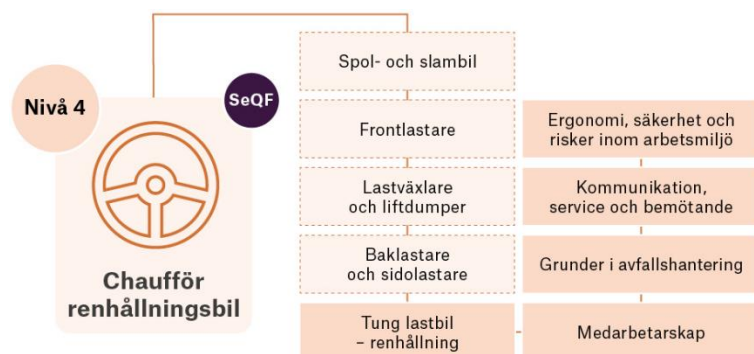 Nivå 4
SeQF
Chaufför
renhållningsbil
Spol- och slambil
Frontlastare
Lastväxlare
och liftdumper
Baklastare
och sidolastare
Tung lastbil
– renhållning
Ergonomi, säkerhet och
risker inom arbetsmiljö
Kommunikation,
service och bemötande
Grunder i avfallshantering
Medarbetarskap